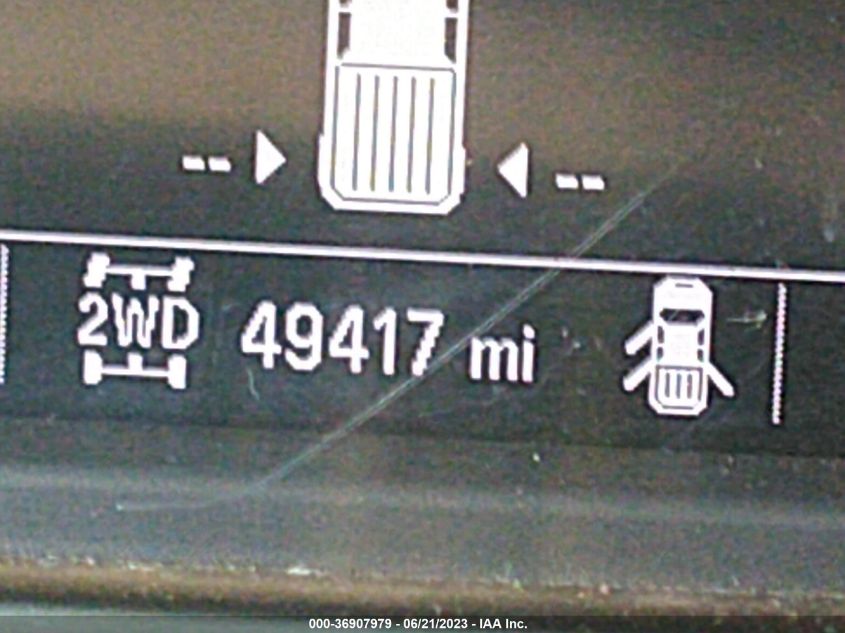 -- --
2WD 49417 mi
000-36907979 - 06/21/2023 - IAA Inc.